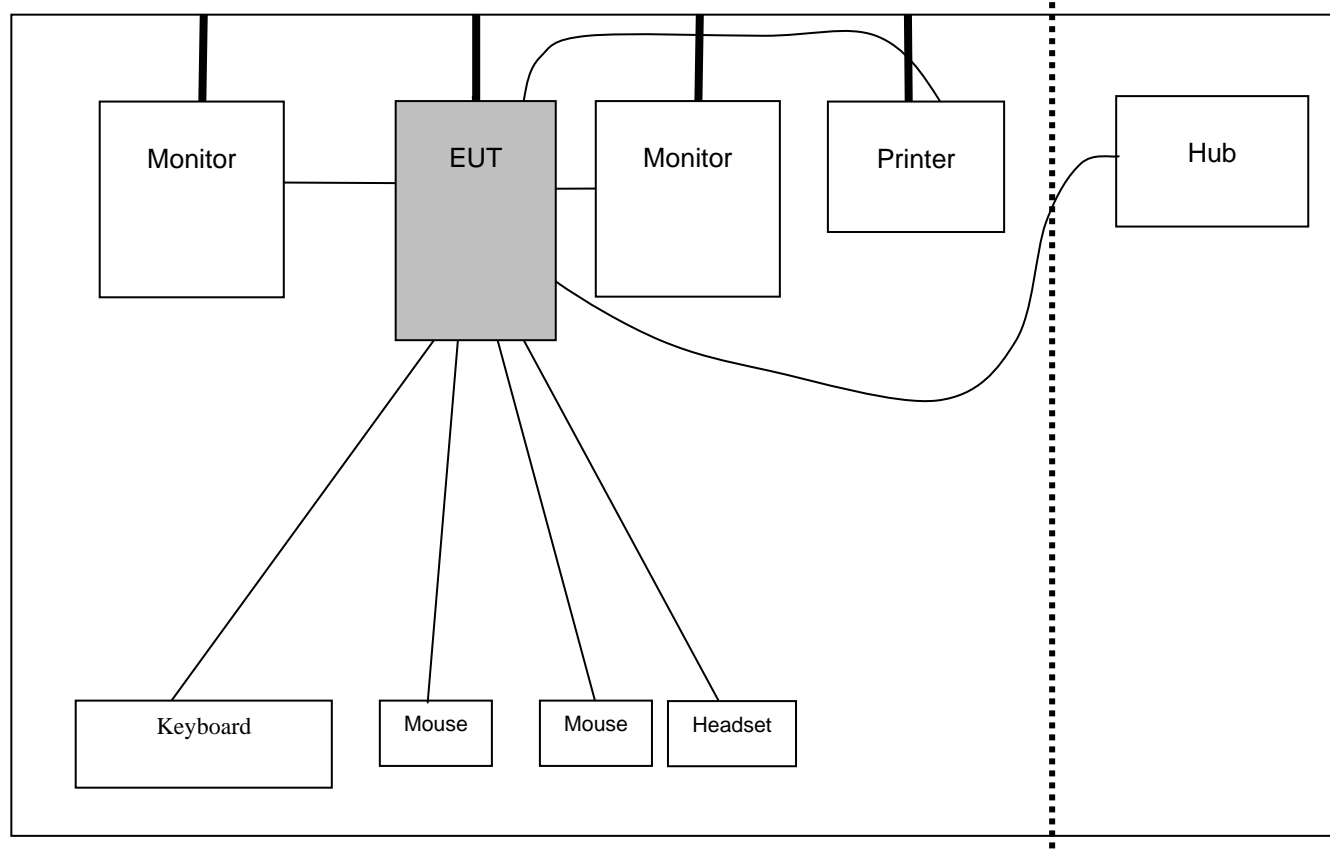 Monitor
EUT
Monitor
Printer
Hub
Keyboard
Mouse
Mouse
Headset